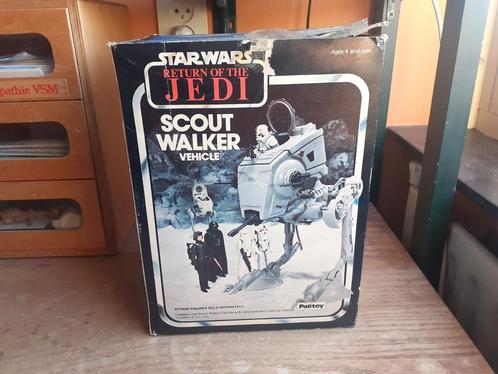 STAR WARS
RETURN OF THE
JEDI
Ages 4 and over
SCOUT
WALKER
VEHICLE
pathie VSM
ACTION FIGURES SOLD SEPARATELY
Palitoy